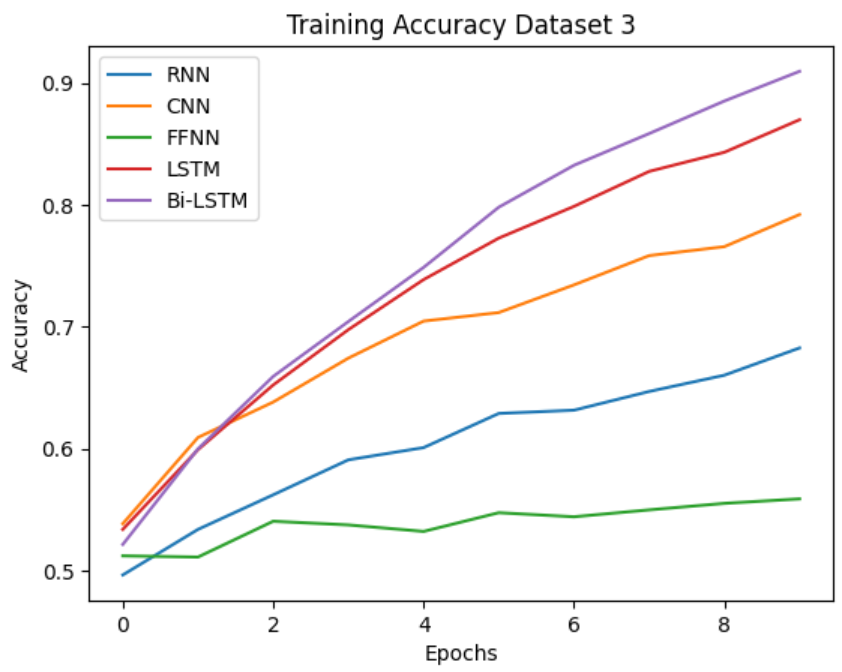 Training Accuracy Dataset 3
RNN
CNN
FFNN
LSTM
Bi-LSTM
Accuracy
0.9
0.8
0.7
0.6
0.5
0 2 4 6 8
Epochs